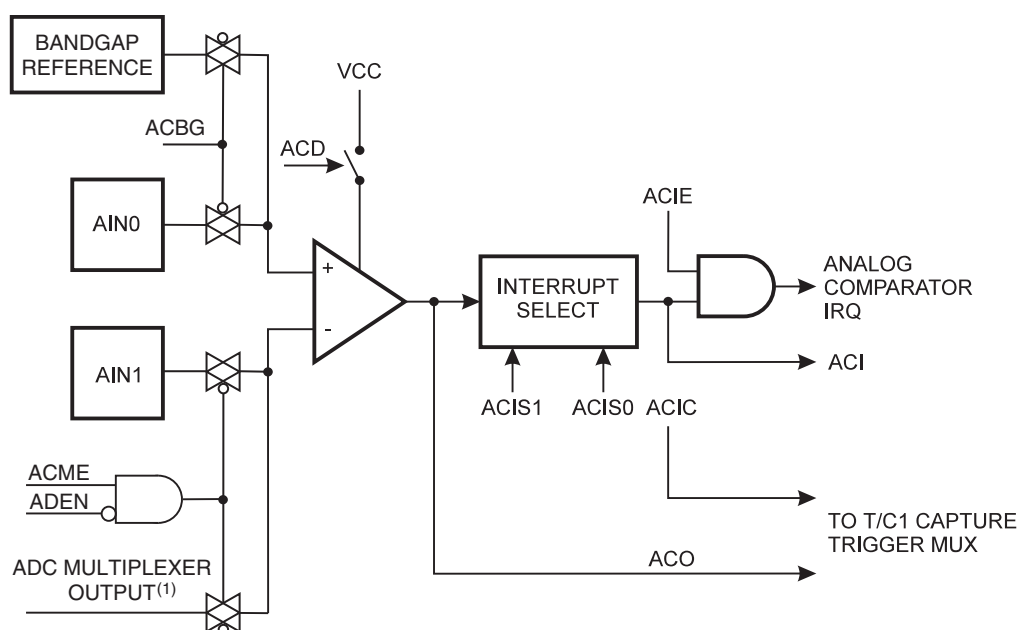 BANDGAP
REFERENCE
VCC
ACBG
ACD
AIN0
ACIE
+
-
INTERRUPT
SELECT
ANALOG
COMPARATOR
IRQ
AIN1
ACI
ACIS1
ACIS0
ACIC
ACME
ADEN
TO T/C1 CAPTURE
TRIGGER MUX
ADC MULTIPLEXER
OUTPUT(1)
ACO